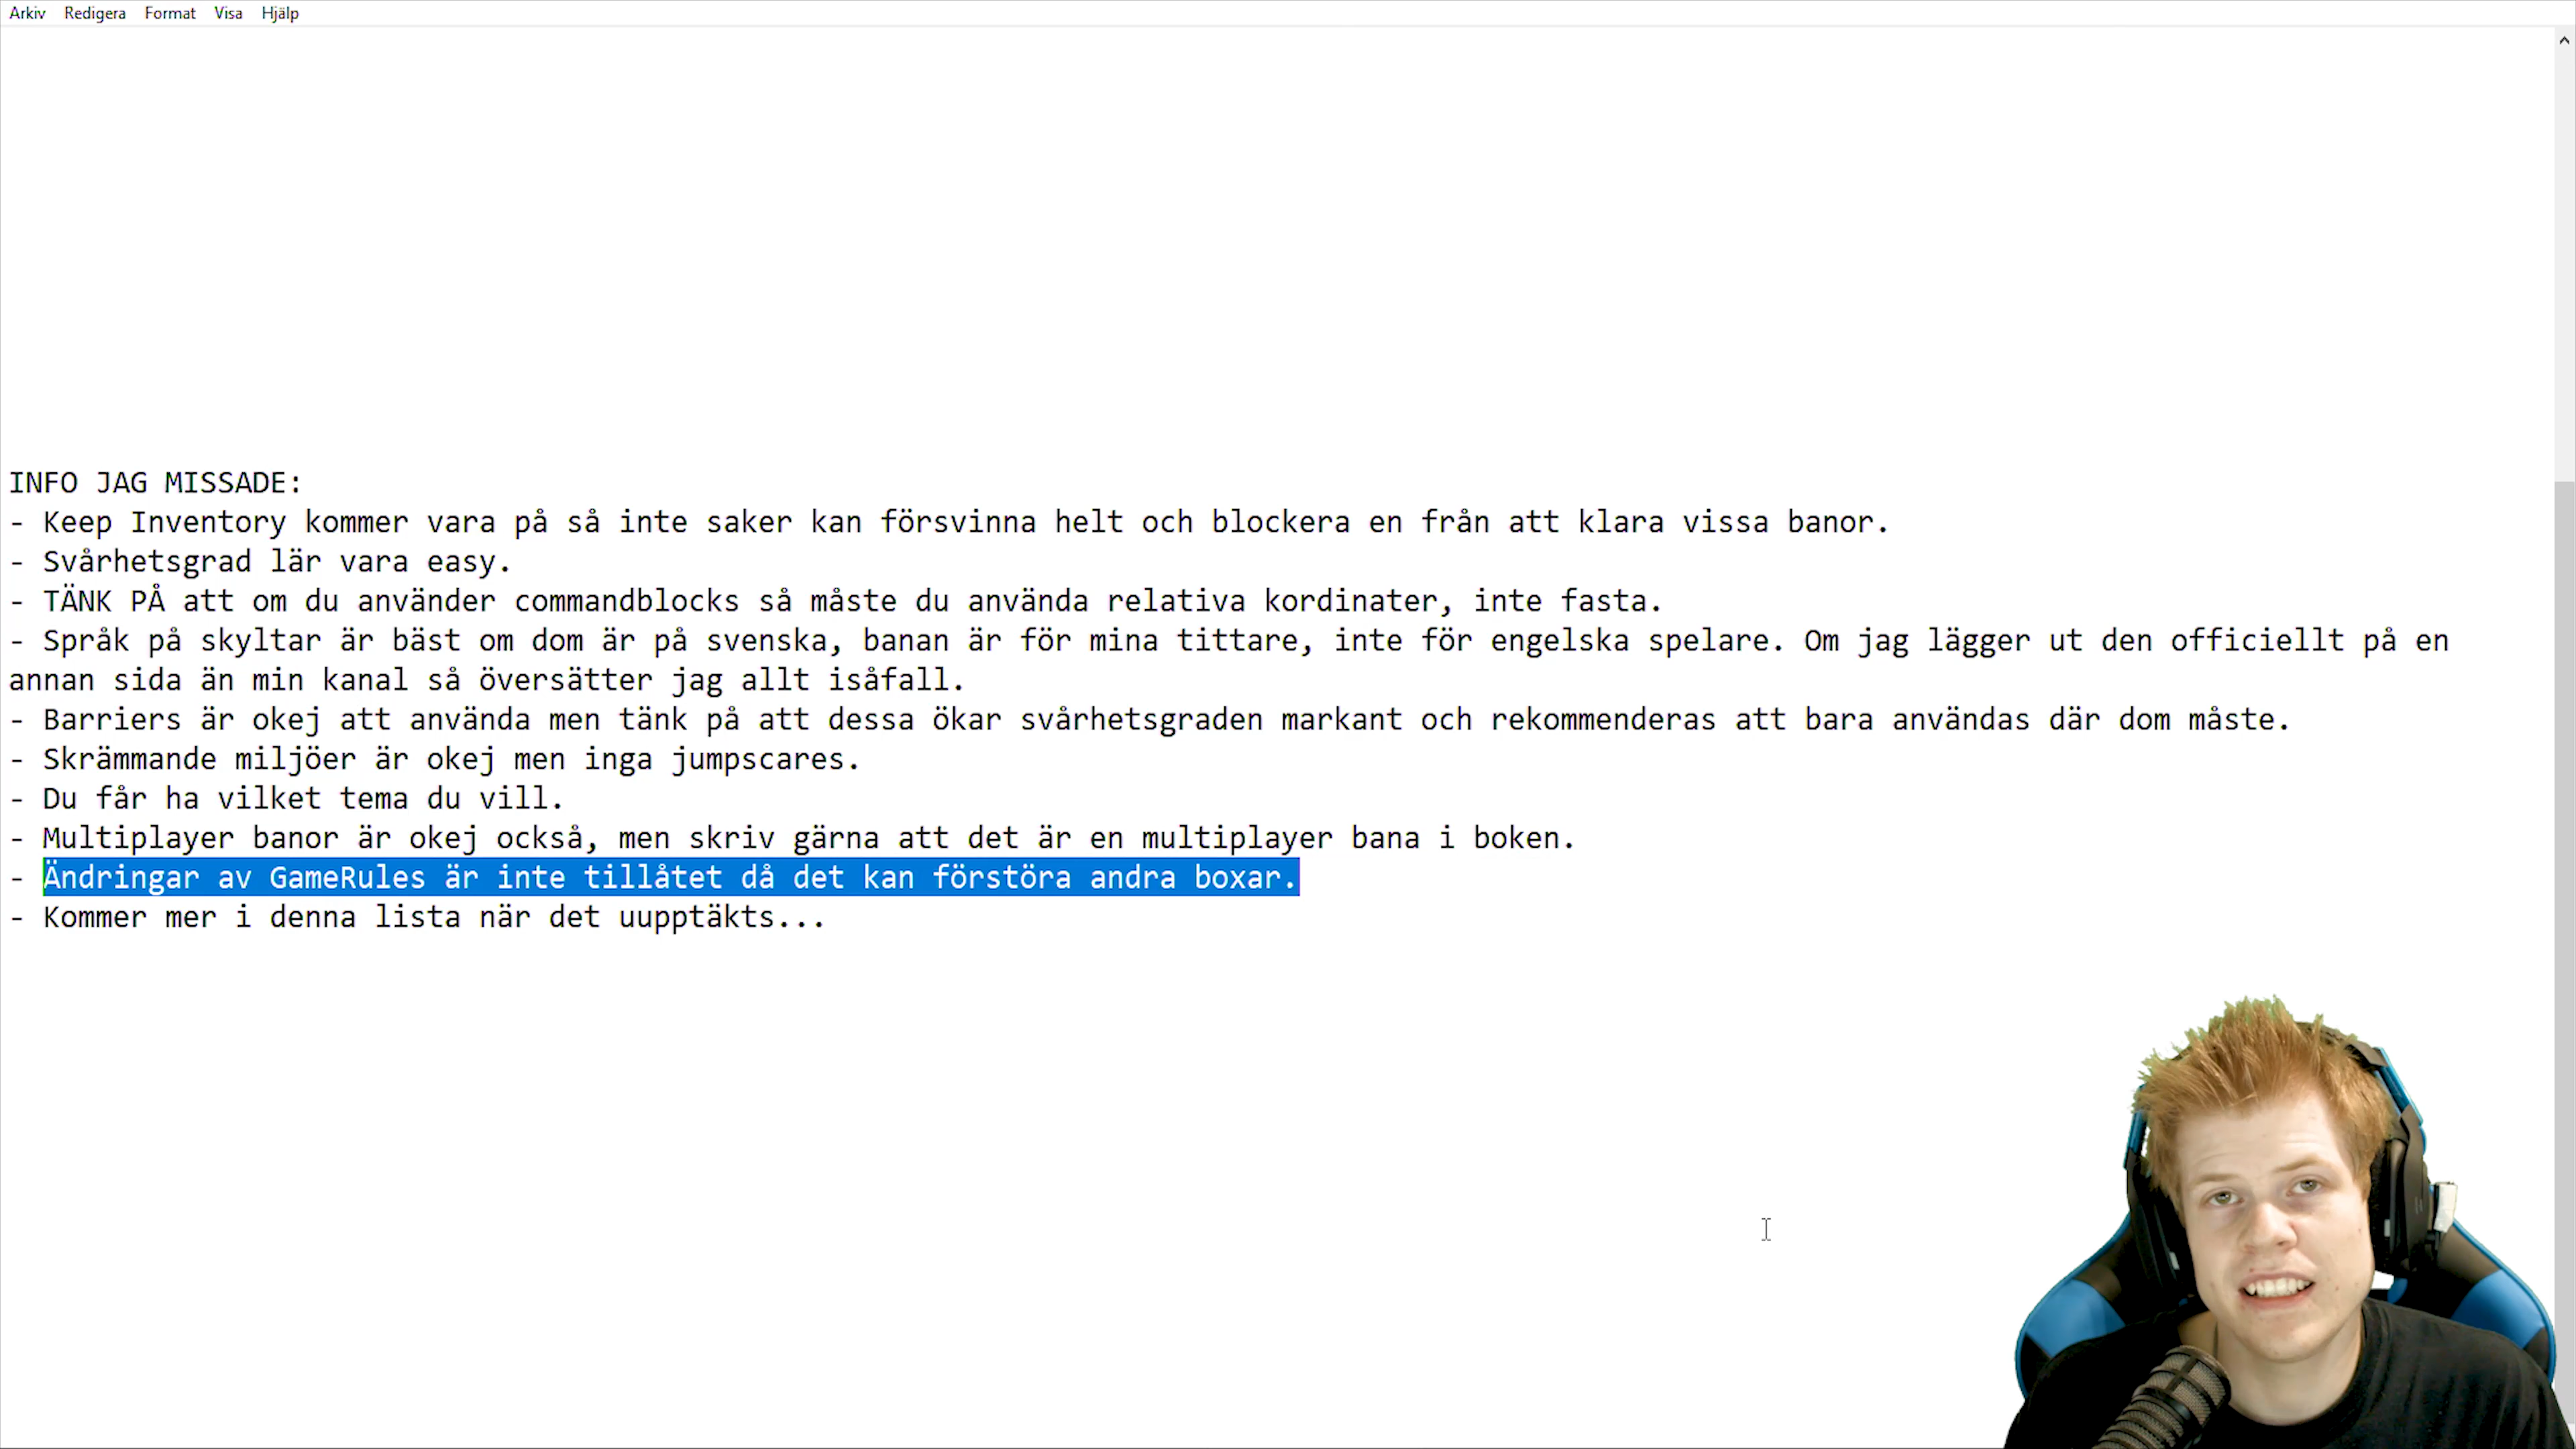 Arkiv Redigera Format Visa Hjälp
INFO JAG MISSADE:
- Keep Inventory kommer vara på så inte saker kan försvinna helt och blockera en från att klara vissa banor.
- Svårhetsgrad lär vara easy.
- TÄNK PÅ att om du använder commandblocks så måste du använda relativa kordinater, inte fasta.
- Språk på skyltar är bäst om dom är på svenska, banan är för mina tittare, inte för engelska spelare. Om jag lägger ut den officiellt på en
annan sida än min kanal så översätter jag allt isåfall.
- Barriers är okej att använda men tänk på att dessa ökar svårhetsgraden markant och rekommenderas att bara användas där dom måste.
- Skrämmande miljöer är okej men inga jumpscares.
- Du får ha vilket tema du vill.
- Multiplayer banor är okej också, men skriv gärna att det är en multiplayer bana i boken.
- Ändringar av GameRules är inte tillåtet då det kan förstöra andra boxar.
- Kommer mer i denna lista när det uupptäkts...